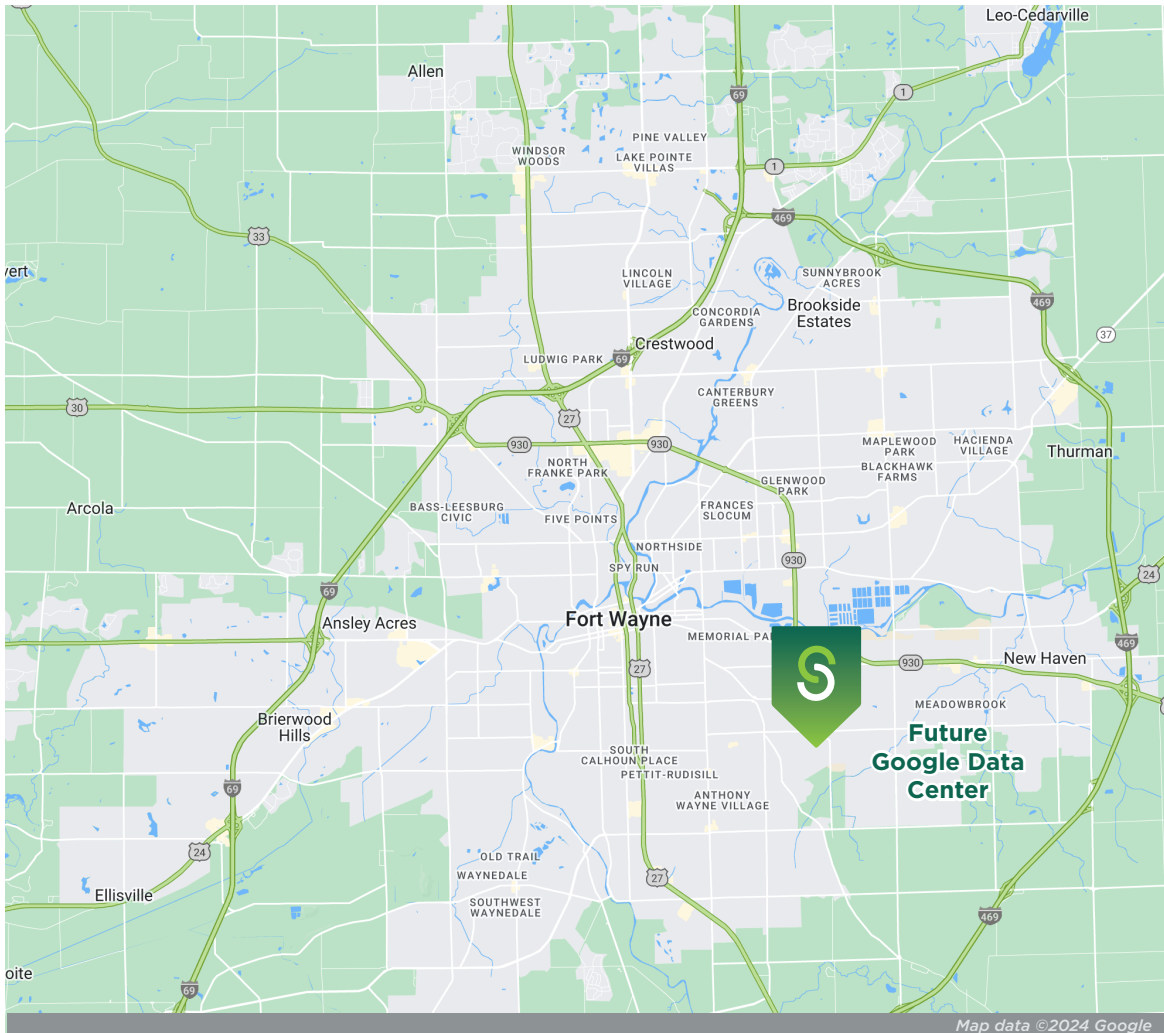 Leo-Cedarville
Allen
69
1
PINE VALLEY
WINDSOR
WOODS
LAKE POINTE
VILLAS
1
469
33
vert
LINCOLN
VILLAGE
SUNNYBROOK
ACRES
469
Brookside
Estates
CONCORDIA
GARDENS
37
Crestwood
LUDWIG PARK
69
CANTERBURY
GREENS
30
27
930
930
MAPLEWOOD
PARK
HACIENDA
VILLAGE
Thurman
NORTH
FRANKE PARK
BLACKHAWK
FARMS
GLENWOOD
PARK
Arcola
BASS-LEESBURG
CIVIC
FIVE POINTS
FRANCES
SLOCUM
NORTHSIDE
930
SPY RUN
24
69
Fort Wayne
Ansley Acres
MEMORIAL PA
469
930
New Haven
27
MEADOWBROOK
Brierwood
Hills
Future
Google Data
Center
SOUTH
CALHOUN PLACE
PETTIT-RUDISILL
69
ANTHONY
WAYNE VILLAGE
24
OLD TRAIL
WAYNEDALE
27
Ellisville
SOUTHWEST
WAYNEDALE
469
oite
69
Map data ©2024 Google